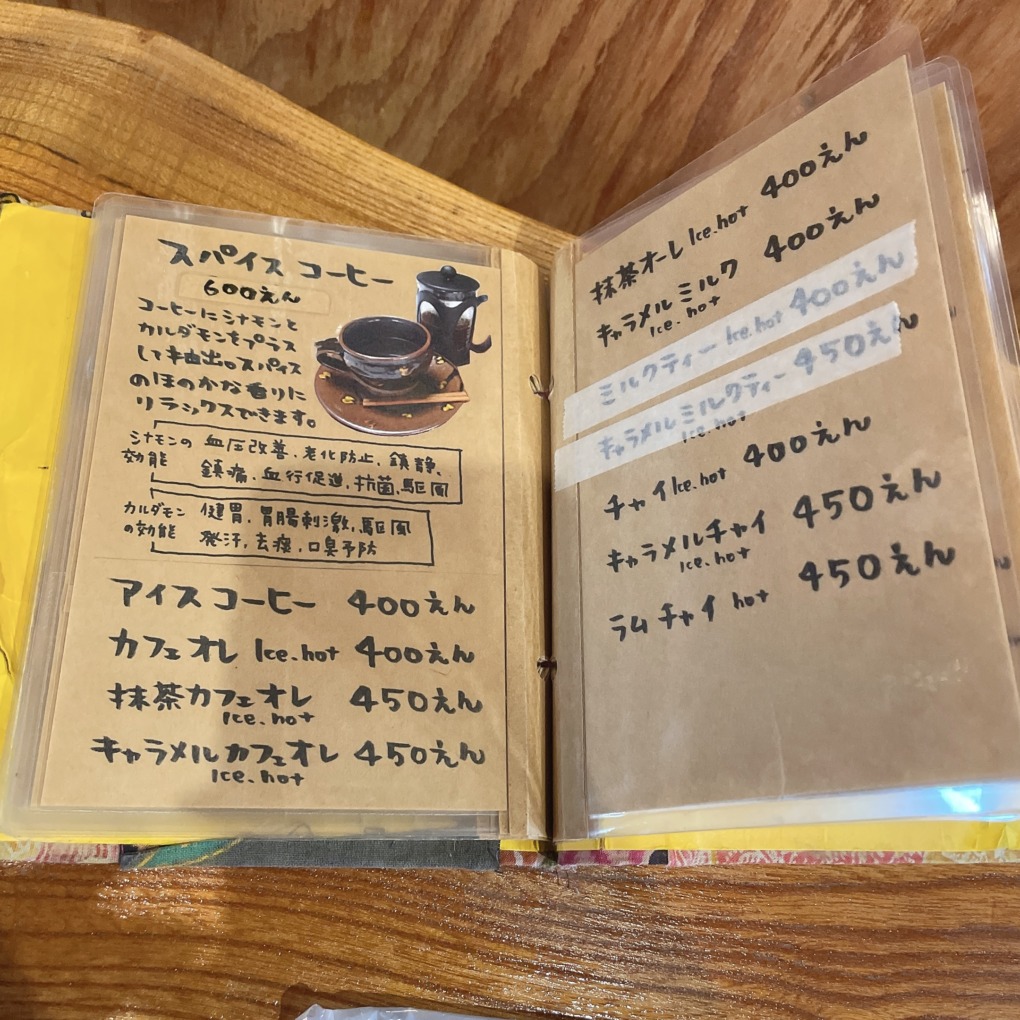 スパイス コーヒー
600えん
コーヒーにシナモンと
カルダモンをプラス
して抽出。スパイス
のほのかな香りに
リラックスできます。
シナモンの
効能
血圧改善、老化防止、鎮静、
鎮痛、血行促進、抗菌、駆風
カルダモン
の効能
健胃、胃腸刺激、駆風
発汗、去痰、口臭予防
アイスコーヒー 400えん
カフェオレ Ice.hot 400えん
抹茶カフェオレ 450えん
Ice.hot
キャラメルカフェオレ 450えん
Ice.hot
抹茶オーレ Ice.hot 400えん
キャラメルミルク 400えん
Ice.hot
ミルクティー Ice.hot 400えん
キャラメルミルクティー 450えん
Ice.hot
チャイ Ice.hot 400えん
キャラメルチャイ 450えん
Ice.hot
ラムチャイ hot 450えん